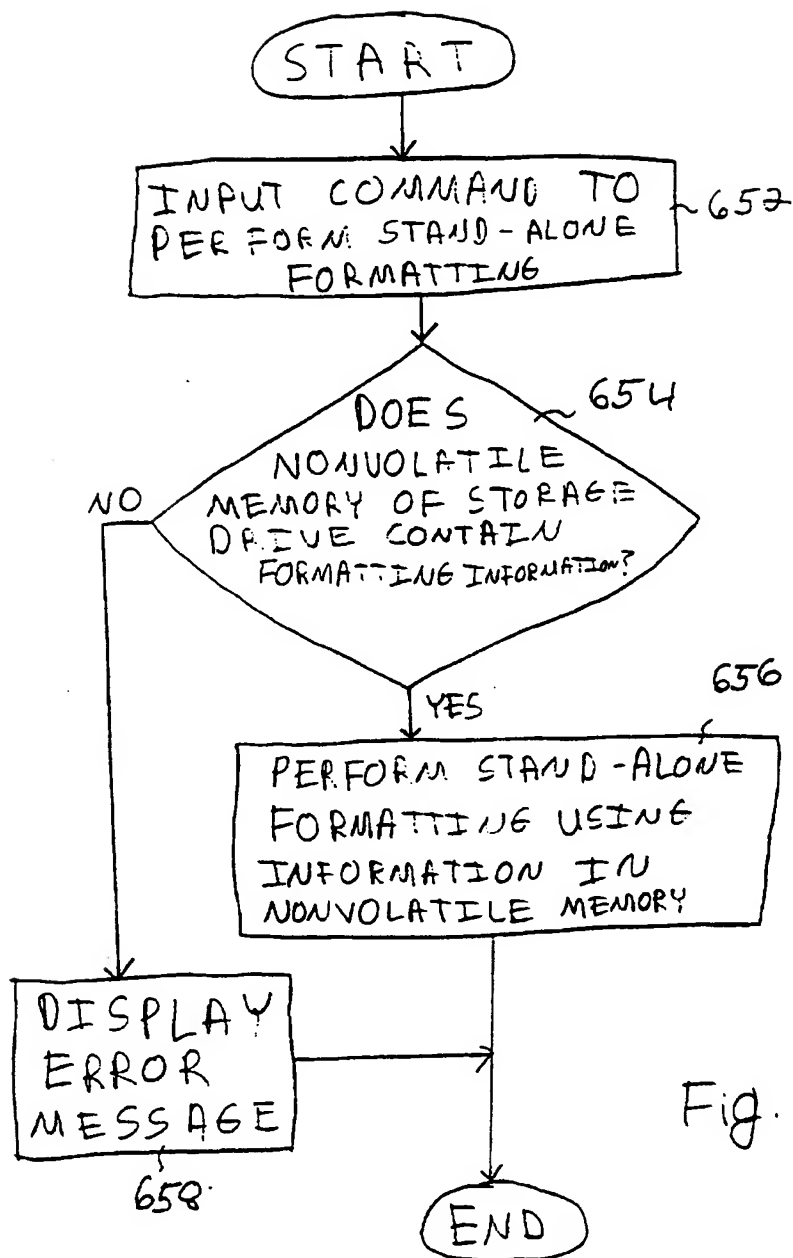 START
INPUT COMMAND TO
PERFORM STAND-ALONE
FORMATTING
652
DOES
NONVOLATILE
MEMORY OF STORAGE
DRIVE CONTAIN
FORMATTING INFORMATION?
654
NO
YES
656
PERFORM STAND-ALONE
FORMATTING USING
INFORMATION IN
NONVOLATILE MEMORY
DISPLAY
ERROR
MESSAGE
658
Fig.
END